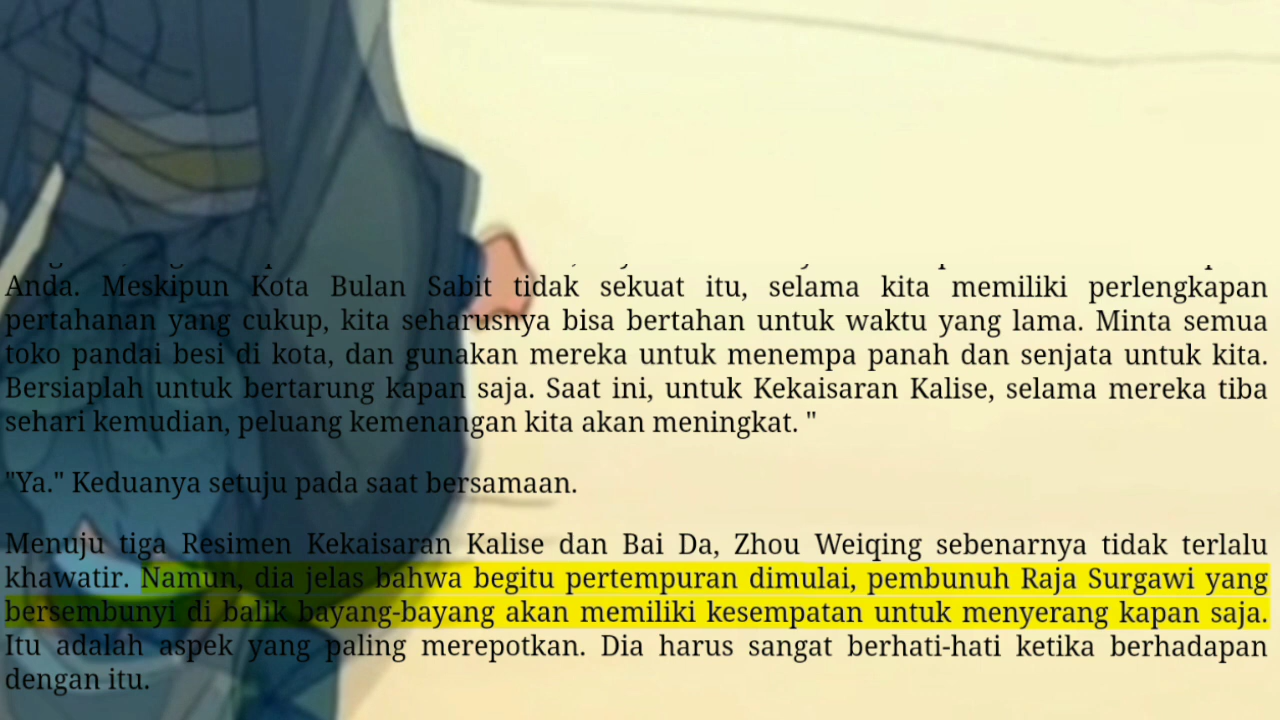 Anda. Meskipun Kota Bulan Sabit tidak sekuat itu, selama kita memiliki perlengkapan
pertahanan yang cukup, kita seharusnya bisa bertahan untuk waktu yang lama. Minta semua
toko pandai besi di kota, dan gunakan mereka untuk menempa panah dan senjata untuk kita.
Bersiaplah untuk bertarung kapan saja. Saat ini, untuk Kekaisaran Kalise, selama mereka tiba
sehari kemudian, peluang kemenangan kita akan meningkat. "
"Ya." Keduanya setuju pada saat bersamaan.
Menuju tiga Resimen Kekaisaran Kalise dan Bai Da, Zhou Weiqing sebenarnya tidak terlalu
khawatir. Namun, dia jelas bahwa begitu pertempuran dimulai, pembunuh Raja Surgawi yang
bersembunyi di balik bayang-bayang akan memiliki kesempatan untuk menyerang kapan saja.
Itu adalah aspek yang paling merepotkan. Dia harus sangat berhati-hati ketika berhadapan
dengan itu.